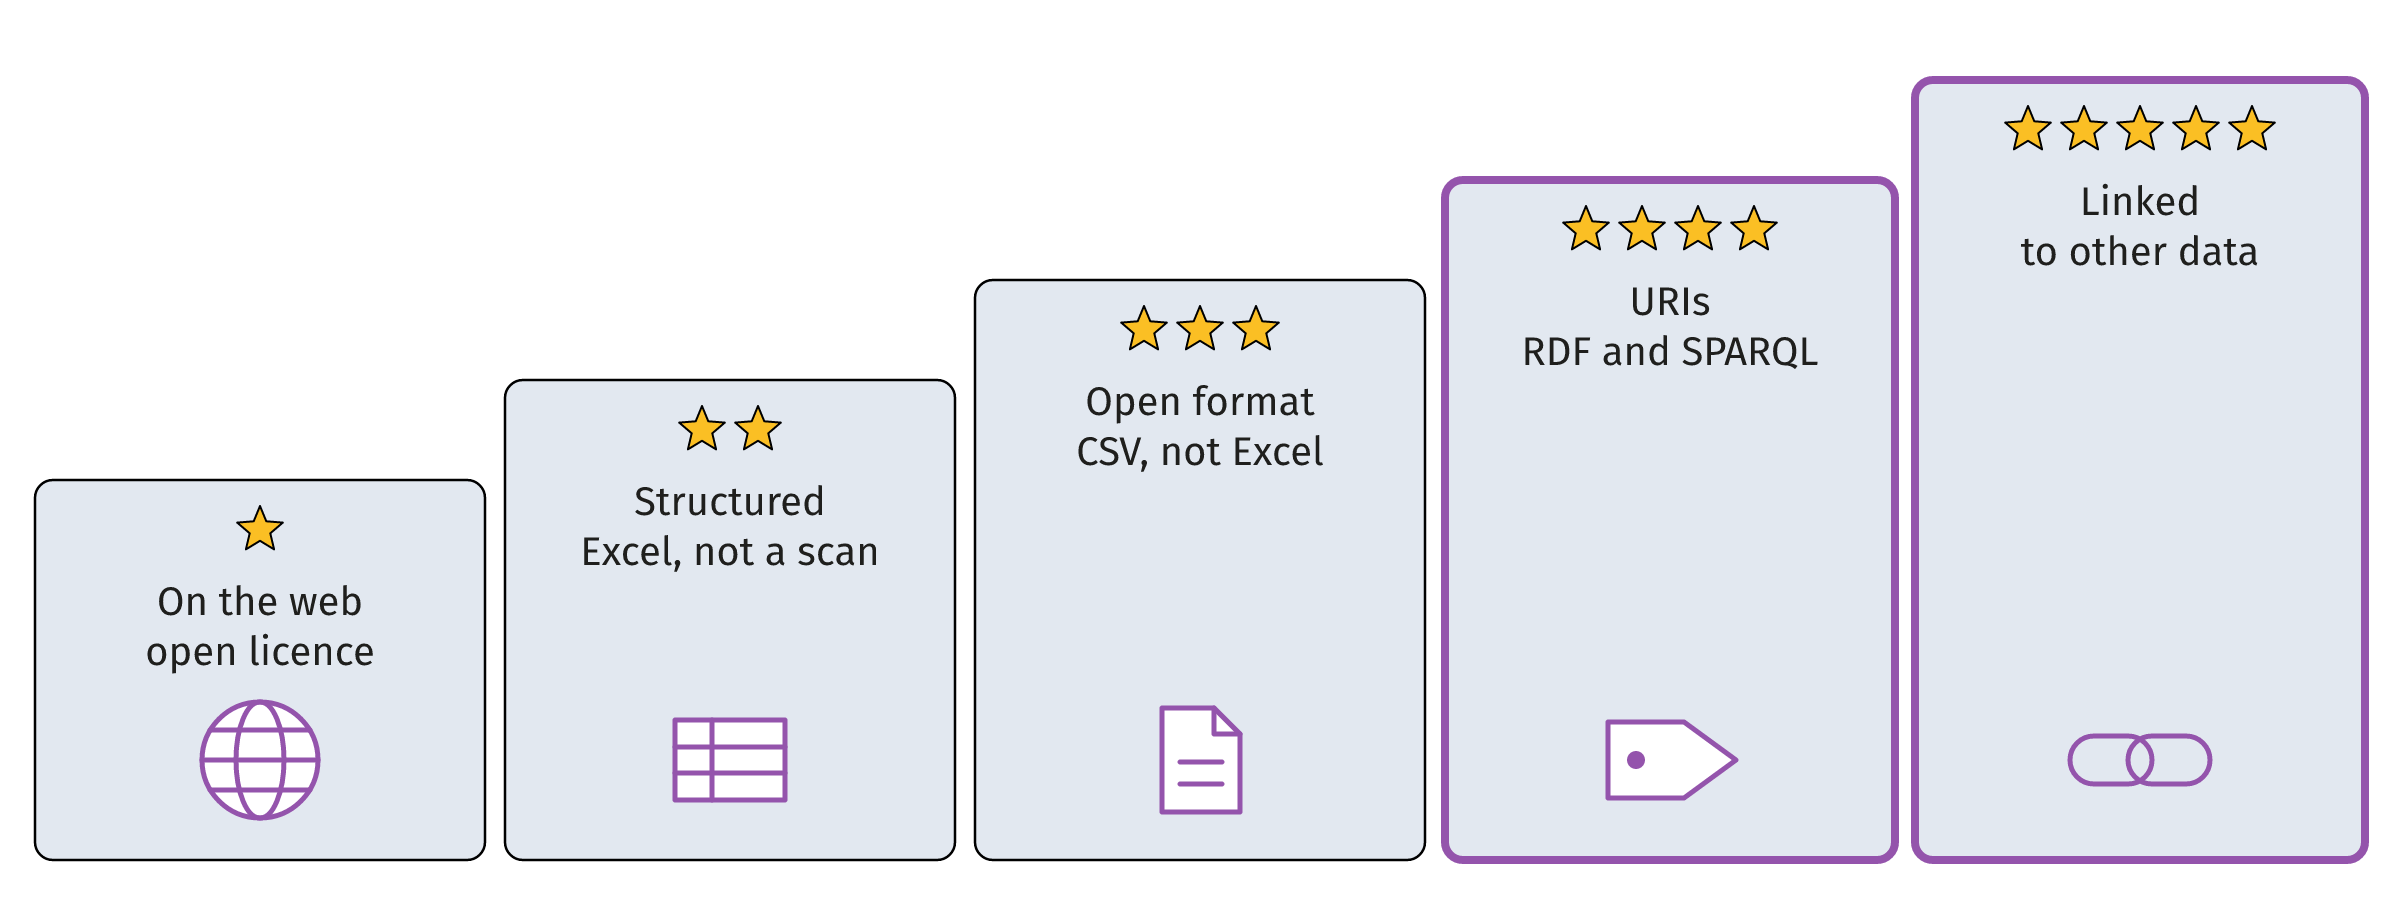 On the web
open licence
Structured
Excel, not a scan
Open format
CSV, not Excel
URIs
RDF and SPARQL
Linked
to other data